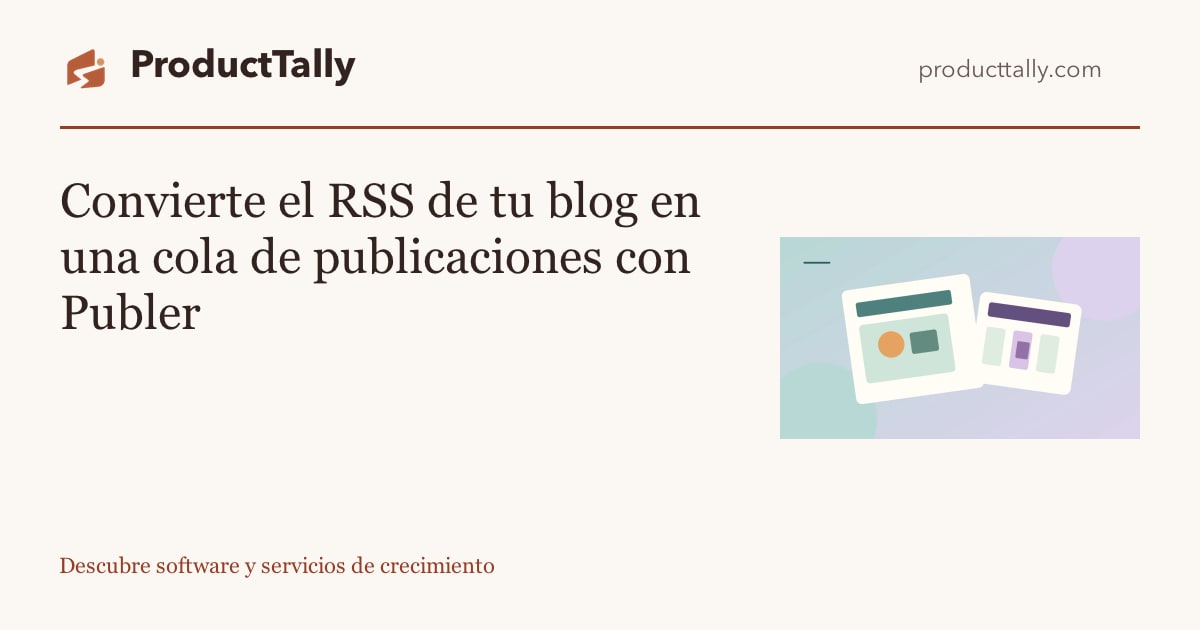 ProductTally
producttally.com
Convierte el RSS de tu blog en
una cola de publicaciones con
Publer
Descubre software y servicios de crecimiento